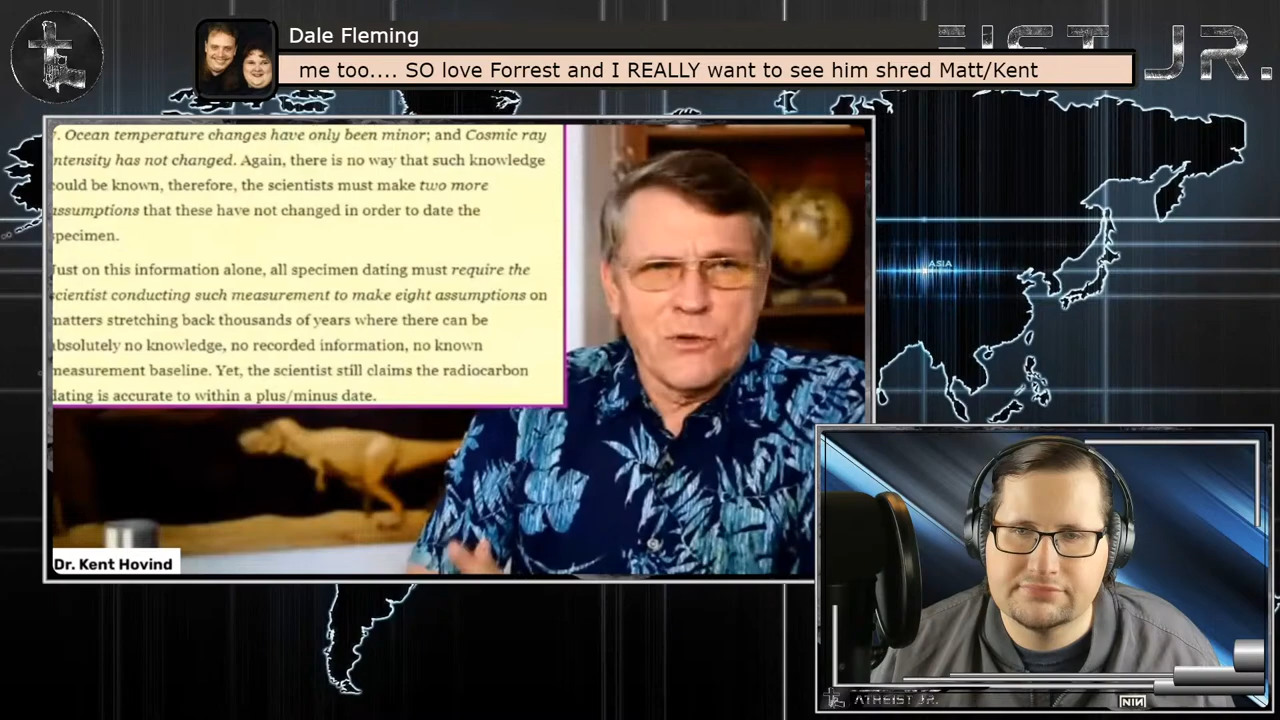 Dale Fleming
me too.... SO love Forrest and I REALLY want to see him shred Matt/Kent
EIST JR.
. Ocean temperature changes have only been minor; and Cosmic ray
ntensity has not changed. Again, there is no way that such knowledge
ould be known, therefore, the scientists must make two more
assumptions that these have not changed in order to date the
pecimen.
Just on this information alone, all specimen dating must require the
cientist conducting such measurement to make eight assumptions on
matters stretching back thousands of years where there can be
absolutely no knowledge, no recorded information, no known
measurement baseline. Yet, the scientist still claims the radiocarbon
dating is accurate to within a plus/minus date.
ASIA
Dr. Kent Hovind
ATHEIST JR.
NIN